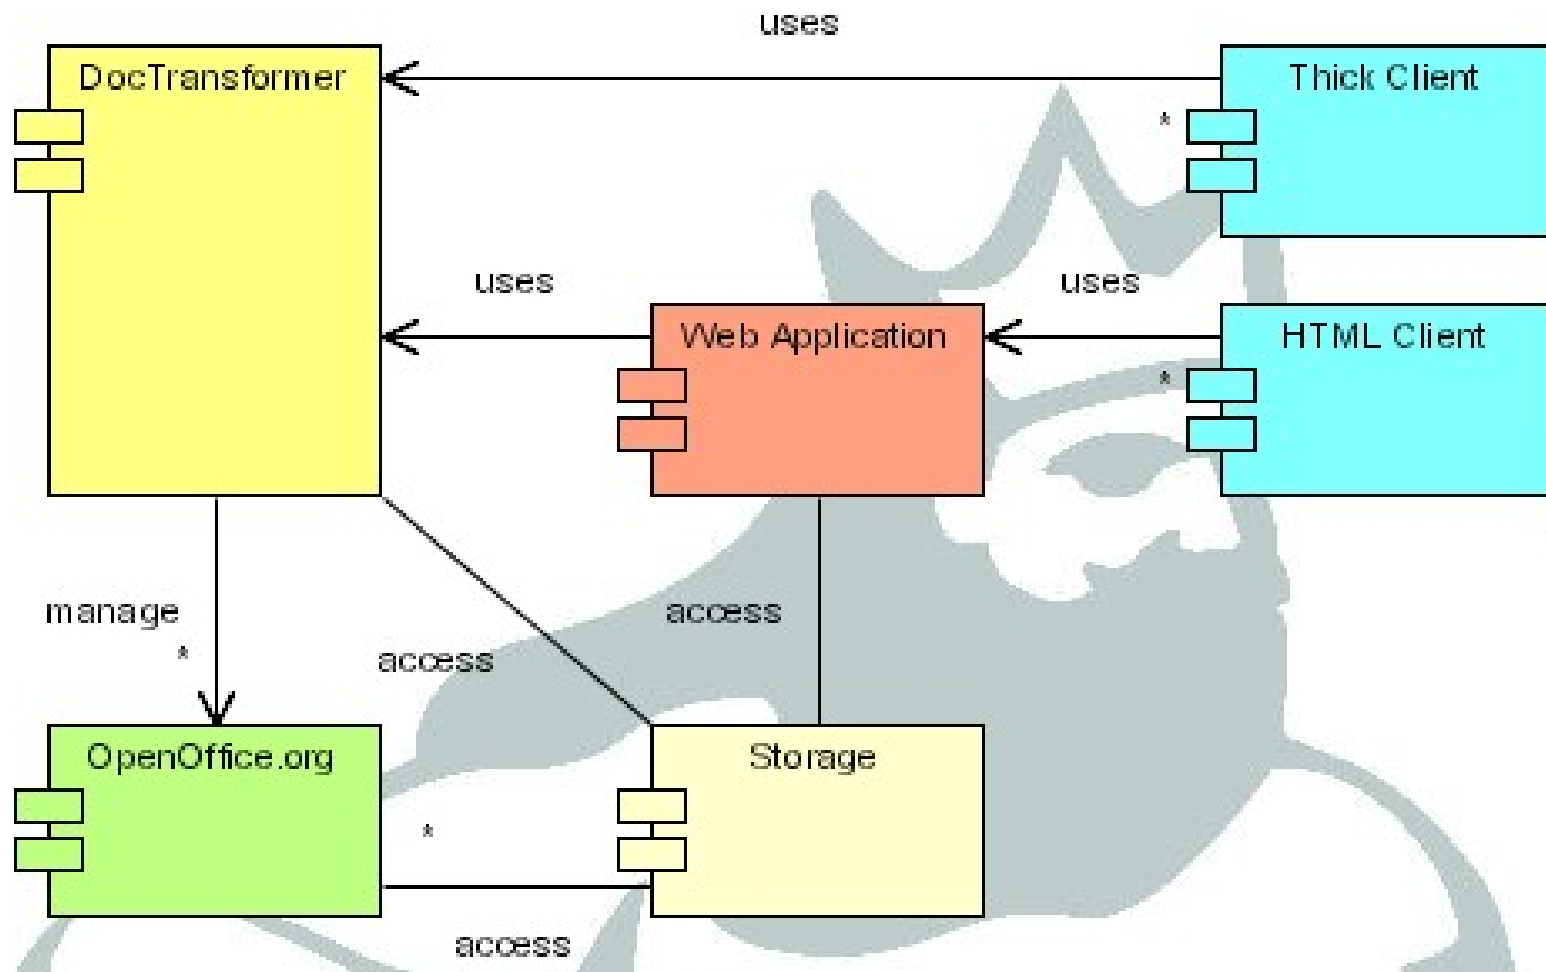 uses
DocTransformer
Thick Client
*
uses
uses
Web Application
HTML Client
*
manage
access
*
access
OpenOffice.org
Storage
*
access